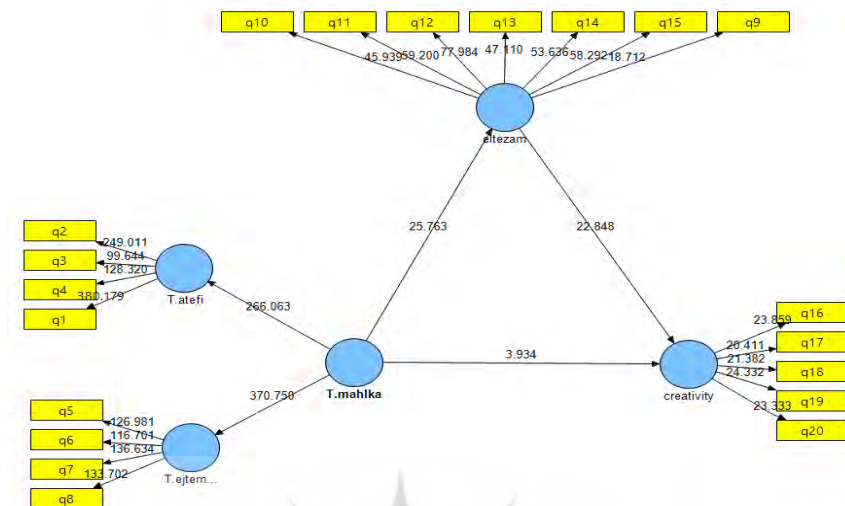 q10 q11 q12 q13 q14 q15 q9
45.939 59.200 77.984 47.110 53.636 58.292 18.712
eltezam
25.763
22.848
q2
q3
q4
q1
249.011
99.644
128.320
380.179
T.atefi
266.063
T.mahlka
3.934
370.750
q5
q6
q7
q8
126.981
116.701
136.634
133.702
T.ejtem...
creativity
23.859
20.411
21.382
24.332
23.333
q16
q17
q18
q19
q20